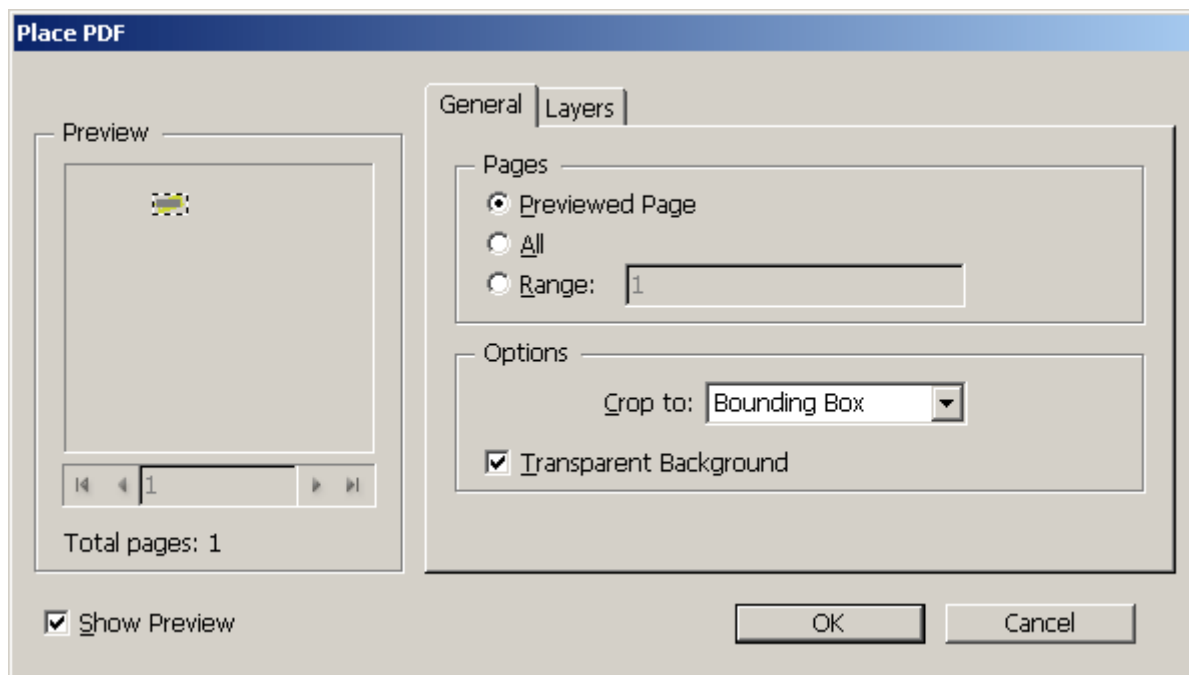 Place PDF
Preview
1
Total pages: 1
Show Preview
General Layers
Pages
Previewed Page
All
Range: 1
Options
Crop to: Bounding Box
Transparent Background
OK Cancel